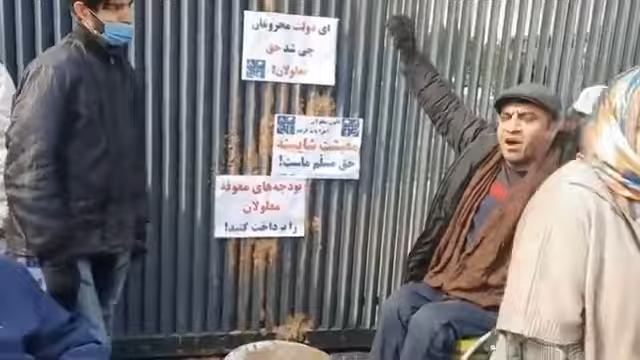 ای دولت محرومان
چی شد حق
معلولان؟
معیشت شایسته
حق مسلم ماست!
بودجه‌های معوقه
معلولان
را پرداخت کنید!